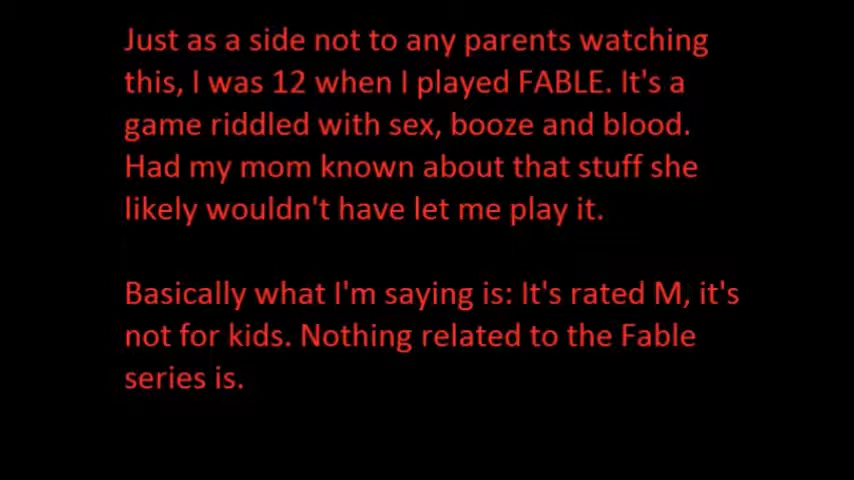 Just as a side not to any parents watching
this, I was 12 when I played FABLE. It's a
game riddled with sex, booze and blood.
Had my mom known about that stuff she
likely wouldn't have let me play it.
Basically what I'm saying is: It's rated M, it's
not for kids. Nothing related to the Fable
series is.